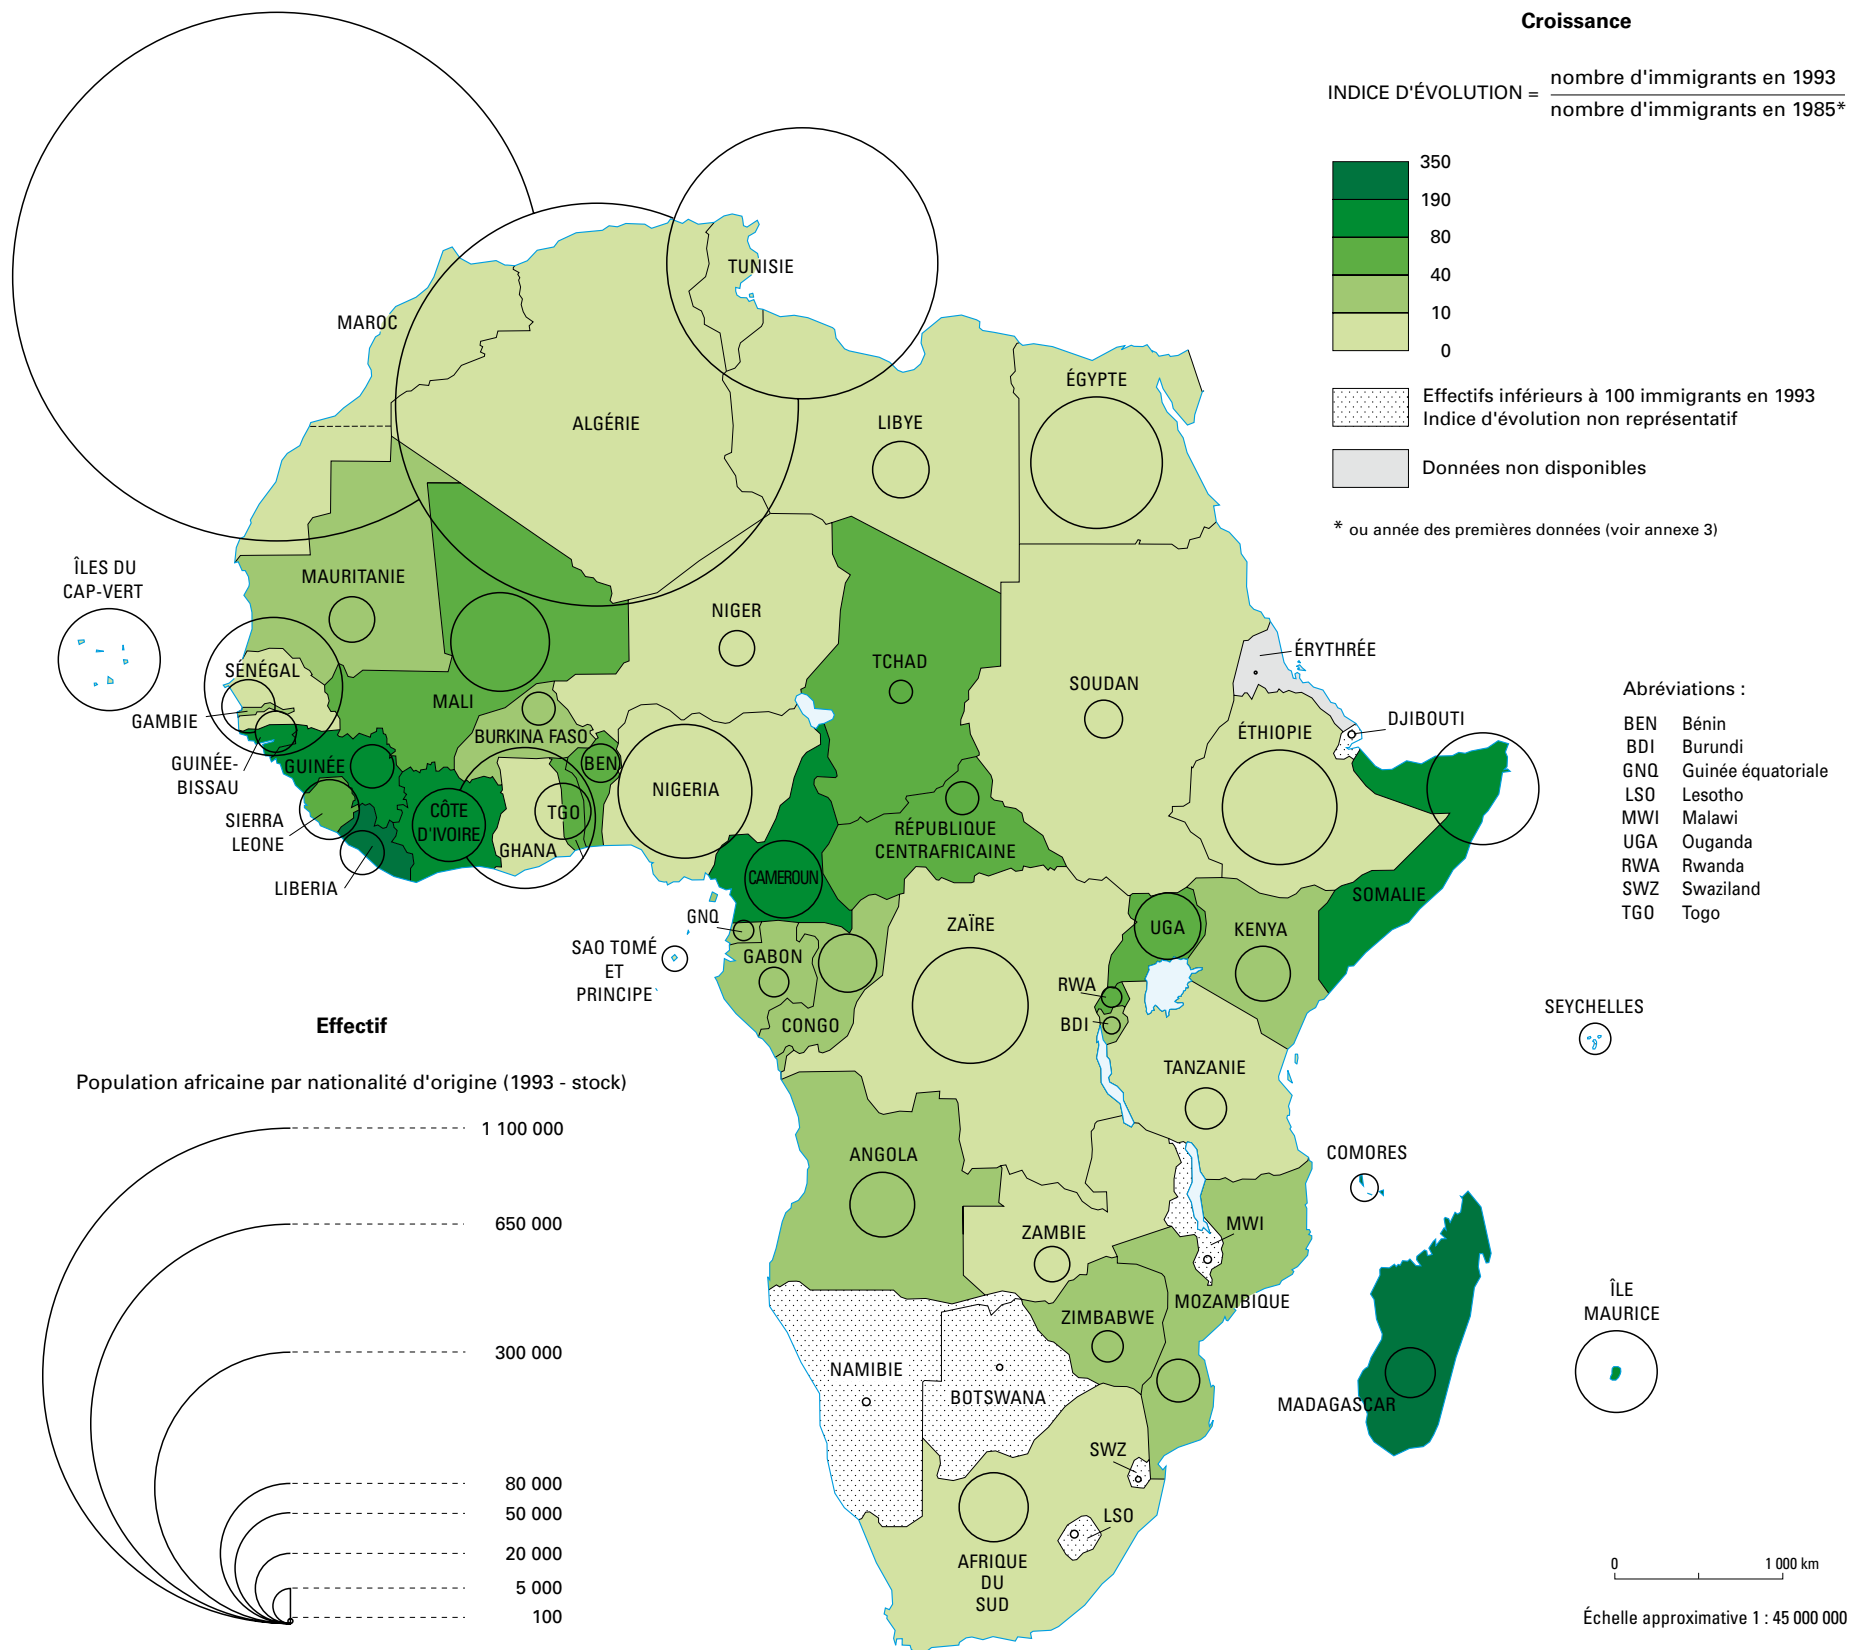 Croissance
INDICE D'ÉVOLUTION = nombre d'immigrants en 1993
nombre d'immigrants en 1985*
350
190
80
40
10
0
Effectifs inférieurs à 100 immigrants en 1993
Indice d'évolution non représentatif
Données non disponibles
* ou année des premières données (voir annexe 3)
TUNISIE
MAROC
ALGÉRIE
LIBYE
ÉGYPTE
ÎLES DU
CAP-VERT
MAURITANIE
NIGER
TCHAD
SOUDAN
ÉRYTHRÉE
SÉNÉGAL
MALI
GAMBIE
BURKINA FASO
DJIBOUTI
ÉTHIOPIE
GUINÉE-
BISSAU
GUINÉE
BEN
NIGERIA
SIERRA
LEONE
CÔTE
D'IVOIRE
TGO
GHANA
RÉPUBLIQUE
CENTRAFRICAINE
LIBERIA
CAMEROUN
SOMALIE
GNQ
ZAÏRE
UGA
KENYA
SAO TOMÉ
ET
PRINCIPE
GABON
CONGO
RWA
BDI
SEYCHELLES
TANZANIE
ANGOLA
COMORES
ZAMBIE
MWI
MOZAMBIQUE
ZIMBABWE
ÎLE
MAURICE
NAMIBIE
BOTSWANA
MADAGASCAR
SWZ
LSO
AFRIQUE
DU
SUD
Abréviations :
BEN Bénin
BDI Burundi
GNQ Guinée équatoriale
LSO Lesotho
MWI Malawi
UGA Ouganda
RWA Rwanda
SWZ Swaziland
TGO Togo
Effectif
Population africaine par nationalité d'origine (1993 - stock)
1 100 000
650 000
300 000
80 000
50 000
20 000
5 000
100
0 1 000 km
Échelle approximative 1 : 45 000 000